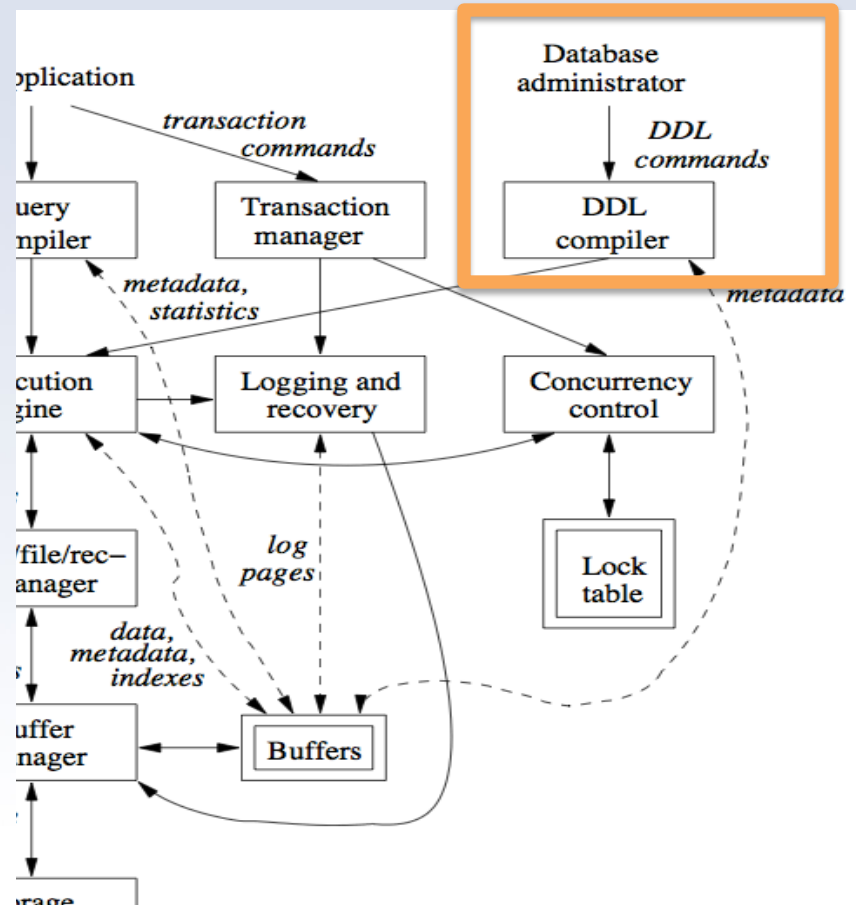 pplication
Database
administrator
transaction
commands
DDL
commands
uery
mpiler
Transaction
manager
DDL
compiler
metadata,
statistics
metadata
cution
gine
Logging and
recovery
Concurrency
control
/file/rec–
anager
log
pages
Lock
table
data,
metadata,
indexes
uffer
nager
Buffers
orage